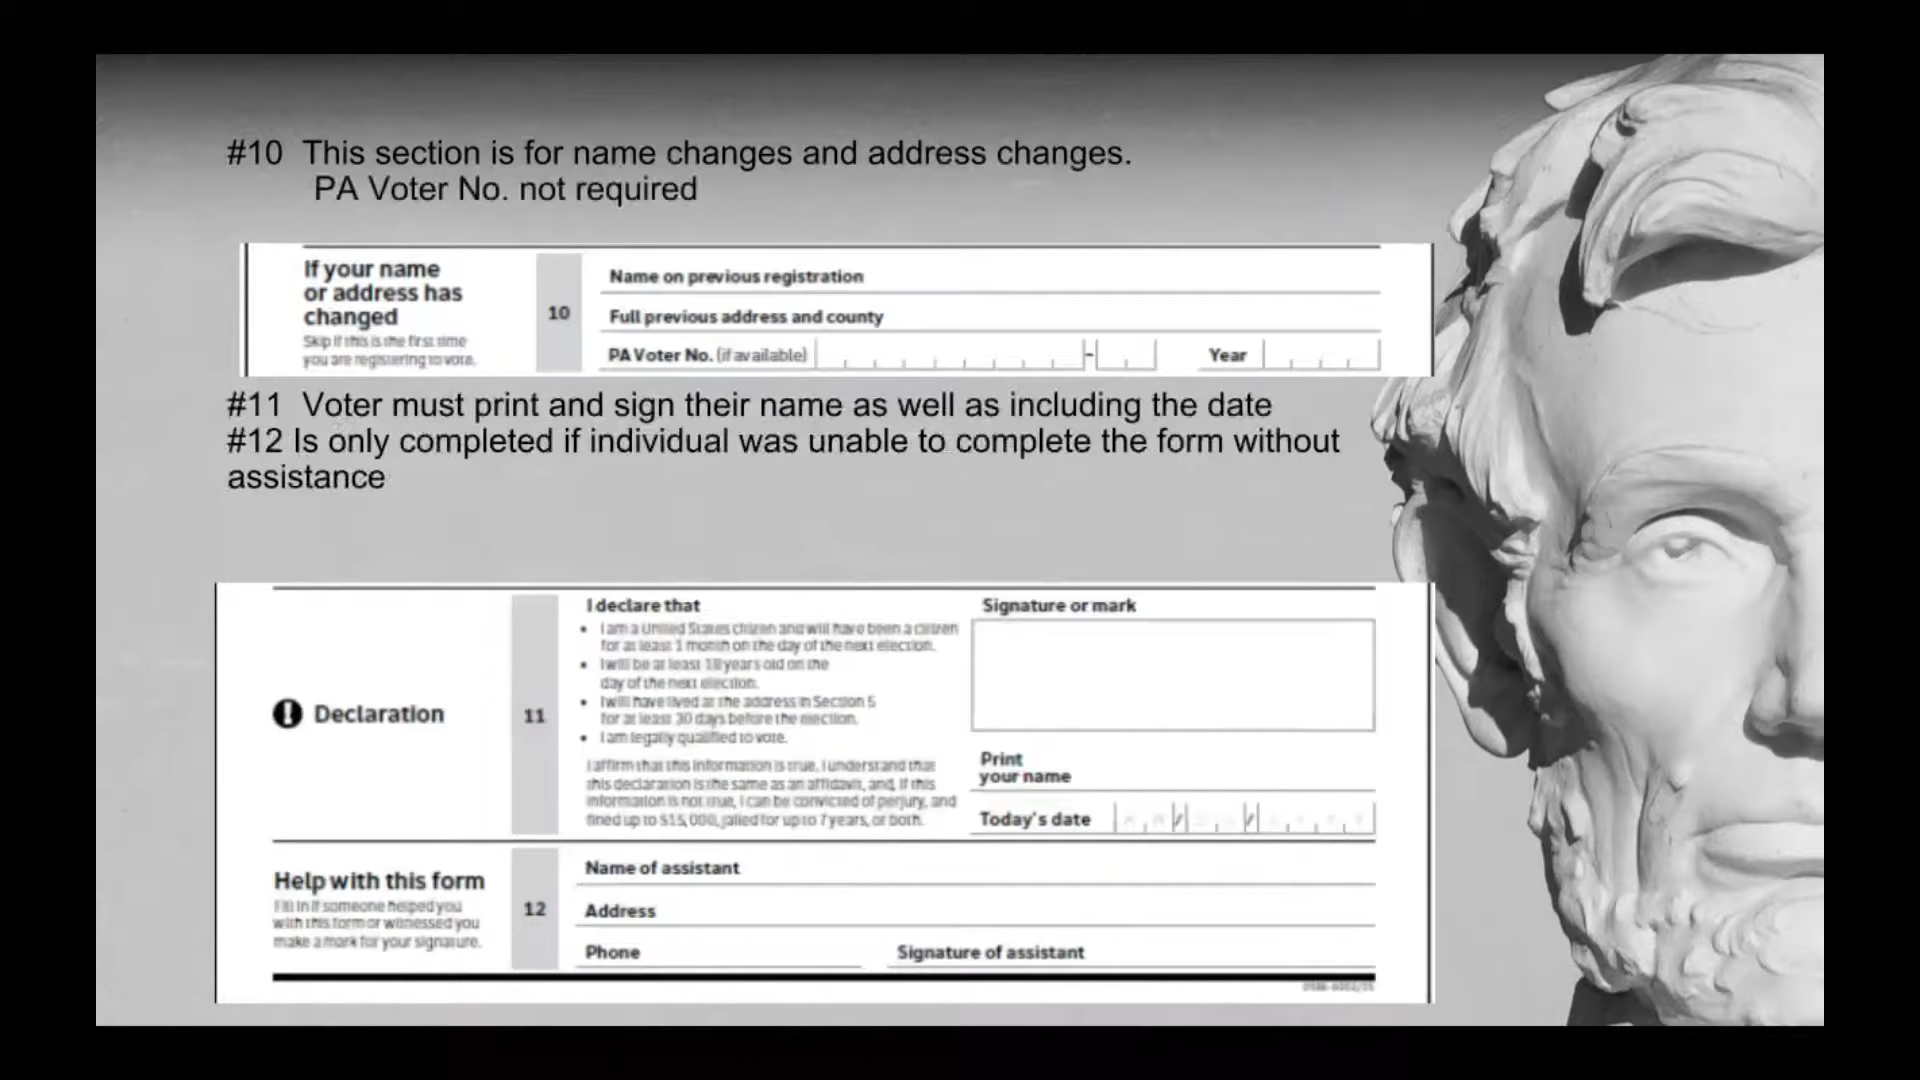 #10 This section is for name changes and address changes.
PA Voter No. not required
If your name
or address has
changed
Skip if this is the first time
you are registering to vote.
10
Name on previous registration
Full previous address and county
PA Voter No. (if available)
-
Year
#11 Voter must print and sign their name as well as including the date
#12 Is only completed if individual was unable to complete the form without
assistance
Declaration
11
I declare that
• I am a United States citizen and will have been a citizen
for at least 1 month on the day of the next election.
• I will be at least 18 years old on the
day of the next election.
• I will have lived at the address in Section 5
for at least 30 days before the election.
• I am legally qualified to vote.
I affirm that this information is true. I understand that
this declaration is the same as an affidavit, and, if this
information is not true, I can be convicted of perjury, and
fined up to $15,000, jailed for up to 7 years, or both.
Signature or mark
Print
your name
Today's date / /
Help with this form
Fill in if someone helped you
with this form or witnessed you
make a mark for your signature.
12
Name of assistant
Address
Phone
Signature of assistant